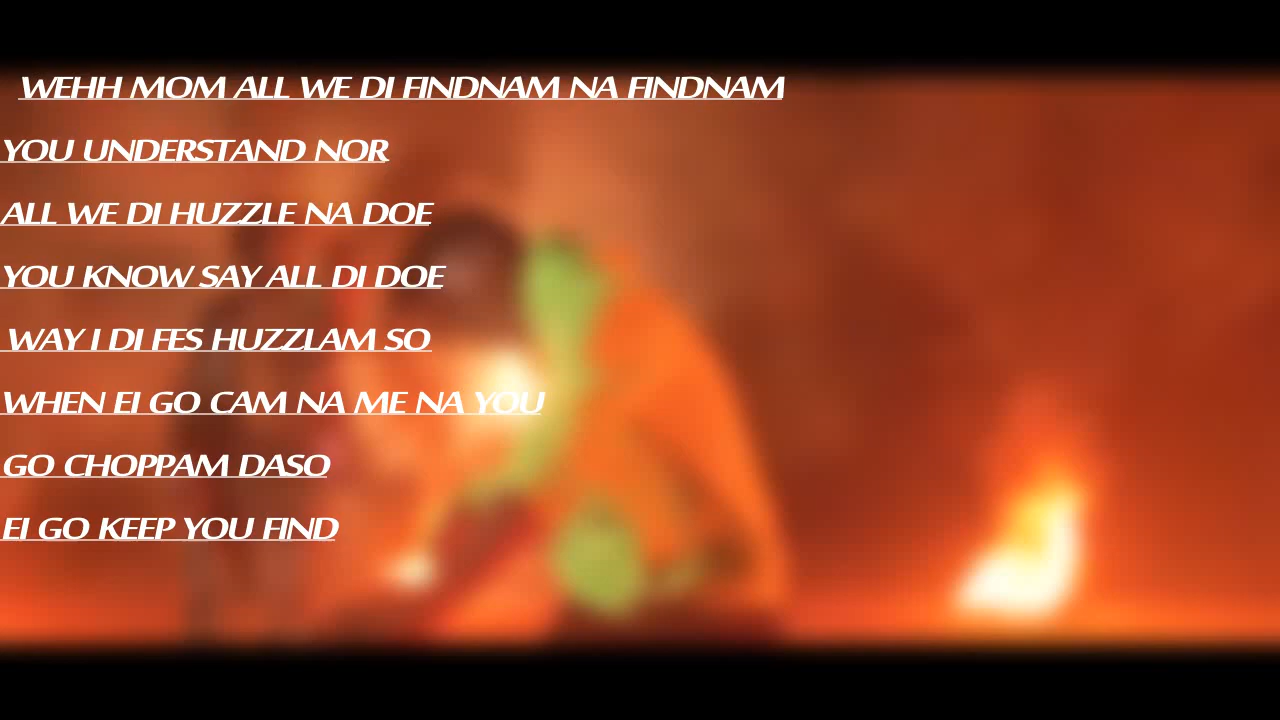 WEHH MOM ALL WE DI FINDNAM NA FINDNAM
YOU UNDERSTAND NOR
ALL WE DI HUZZLE NA DOE
YOU KNOW SAY ALL DI DOE
WAY I DI FES HUZZLAM SO
WHEN EI GO CAM NA ME NA YOU
GO CHOPPAM DASO
EI GO KEEP YOU FIND